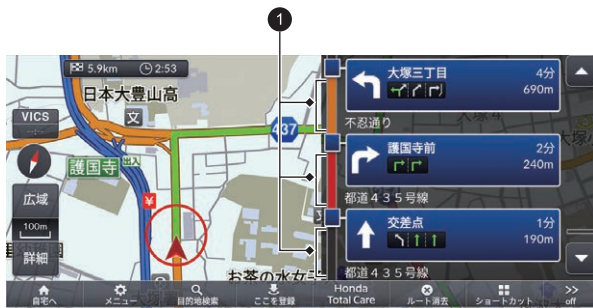 1
5.9km 2:53
日本大豊山高
文
VICS
437
護国寺 出入
¥
広域
100m
詳細
お茶の水女子
大塚三丁目 4分
690m
不忍通り
護国寺前 2分
240m
都道435号線
交差点 1分
190m
都道435号線
自宅へ
メニュー
目的地検索
ここを登録
Honda
Total Care
ルート消去
ショートカット
>>
off